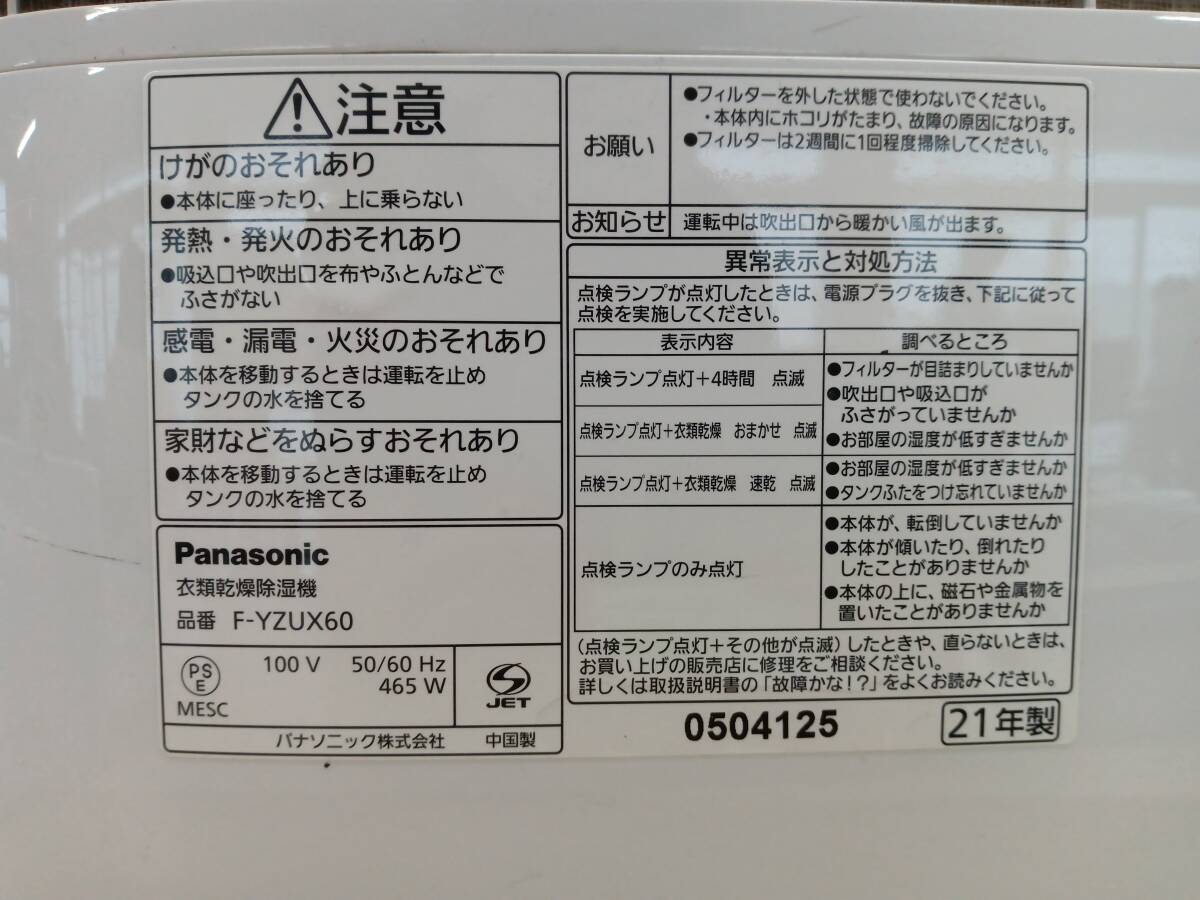 注意
けがのおそれあり
●本体に座ったり、上に乗らない
発熱・発火のおそれあり
●吸込口や吹出口を布やふとんなどで
ふさがない
感電・漏電・火災のおそれあり
●本体を移動するときは運転を止め
タンクの水を捨てる
家財などをぬらすおそれあり
●本体を移動するときは運転を止め
タンクの水を捨てる
Panasonic
衣類乾燥除湿機
品番 F-YZUX60
PS
E
MESC
100 V 50/60 Hz
465 W
JET
パナソニック株式会社 中国製
お願い
●フィルターを外した状態で使わないでください。
・本体内にホコリがたまり、故障の原因になります。
●フィルターは2週間に1回程度掃除してください。
お知らせ
運転中は吹出口から暖かい風が出ます。
異常表示と対処方法
点検ランプが点灯したときは、電源プラグを抜き、下記に従って
点検を実施してください。
表示内容 調べるところ
点検ランプ点灯+4時間 点滅
点検ランプ点灯+衣類乾燥 おまかせ 点滅
●フィルターが目詰まりしていませんか
●吹出口や吸込口が
ふさがっていませんか
●お部屋の湿度が低すぎませんか
点検ランプ点灯+衣類乾燥 速乾 点滅
●お部屋の湿度が低すぎませんか
●タンクふたをつけ忘れていませんか
点検ランプのみ点灯
●本体が、転倒していませんか
●本体が傾いたり、倒れたり
したことがありませんか
●本体の上に、磁石や金属物を
置いたことがありませんか
(点検ランプ点灯+その他が点滅)したときや、直らないときは、
お買い上げの販売店に修理をご相談ください。
詳しくは取扱説明書の「故障かな!?」をよくお読みください。
0504125
21年製